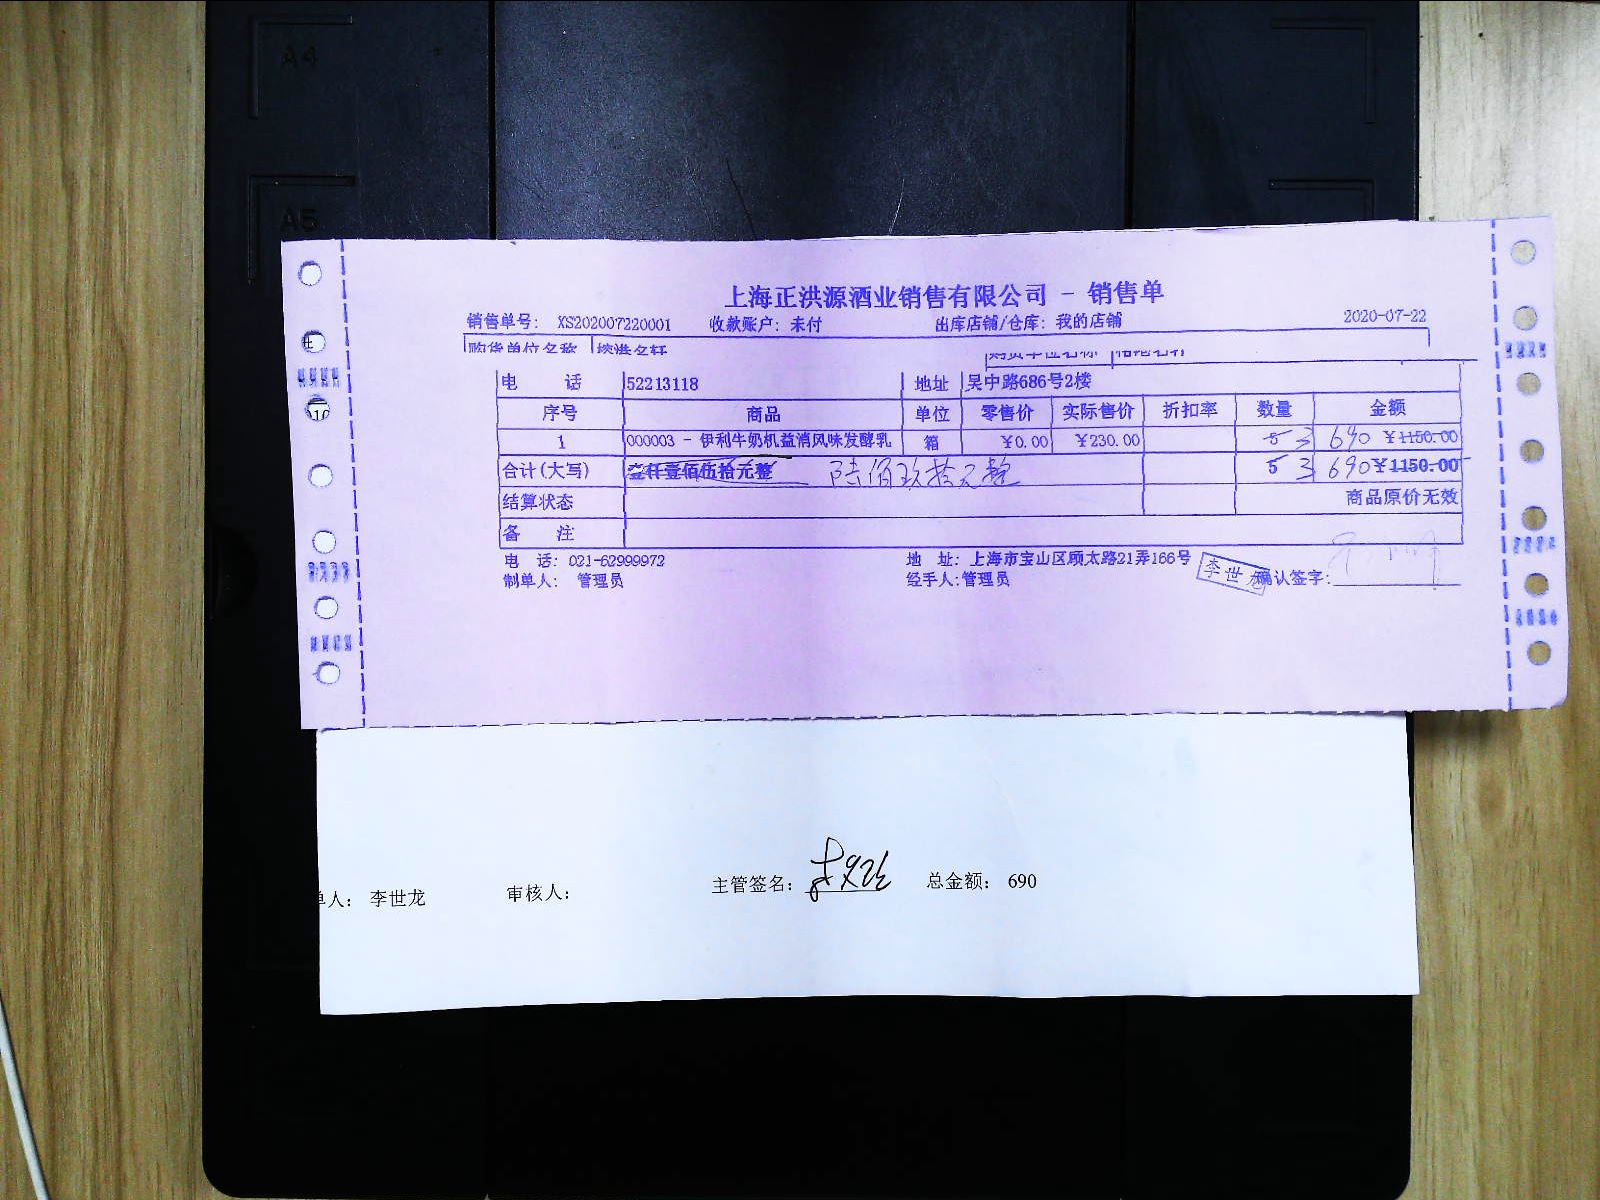 A4
A5
上海正洪源酒业销售有限公司 - 销售单
销售单号: XS202007220001 收款账户: 未付 出库店铺/仓库: 我的店铺 2020-07-22
购货单位名称
电 话 52213118 地址 吴中路686号2楼
序号 商品 单位 零售价 实际售价 折扣率 数量 金额
1 000003 - 伊利牛奶机益消风味发酵乳 箱 ¥0.00 ¥230.00 5 3 690 ¥1150.00
合计(大写) 壹仟壹佰伍拾元整 陆佰玖拾元整 5 3 690 ¥1150.00
结算状态 商品原价无效
备 注
电 话: 021-62999972 地 址: 上海市宝山区顾太路21弄166号 李世龙 确认签字:
制单人: 管理员 经手人:管理员
单人: 李世龙 审核人: 主管签名: 总金额: 690